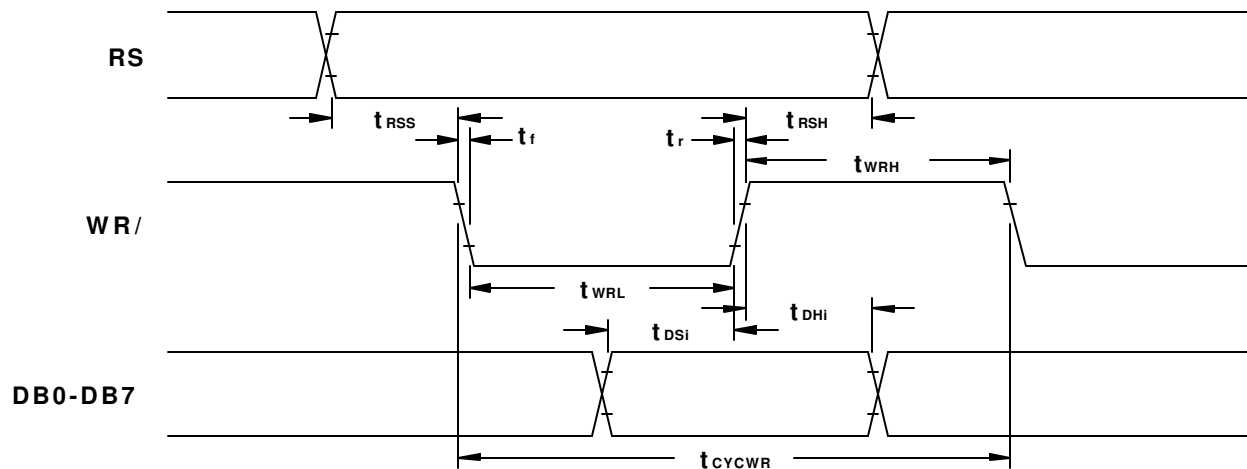 RS
tRSS
tRSH
tf
tr
tWRH
WR/
tWRL
tDHi
tDSi
DB0-DB7
tCYCWR